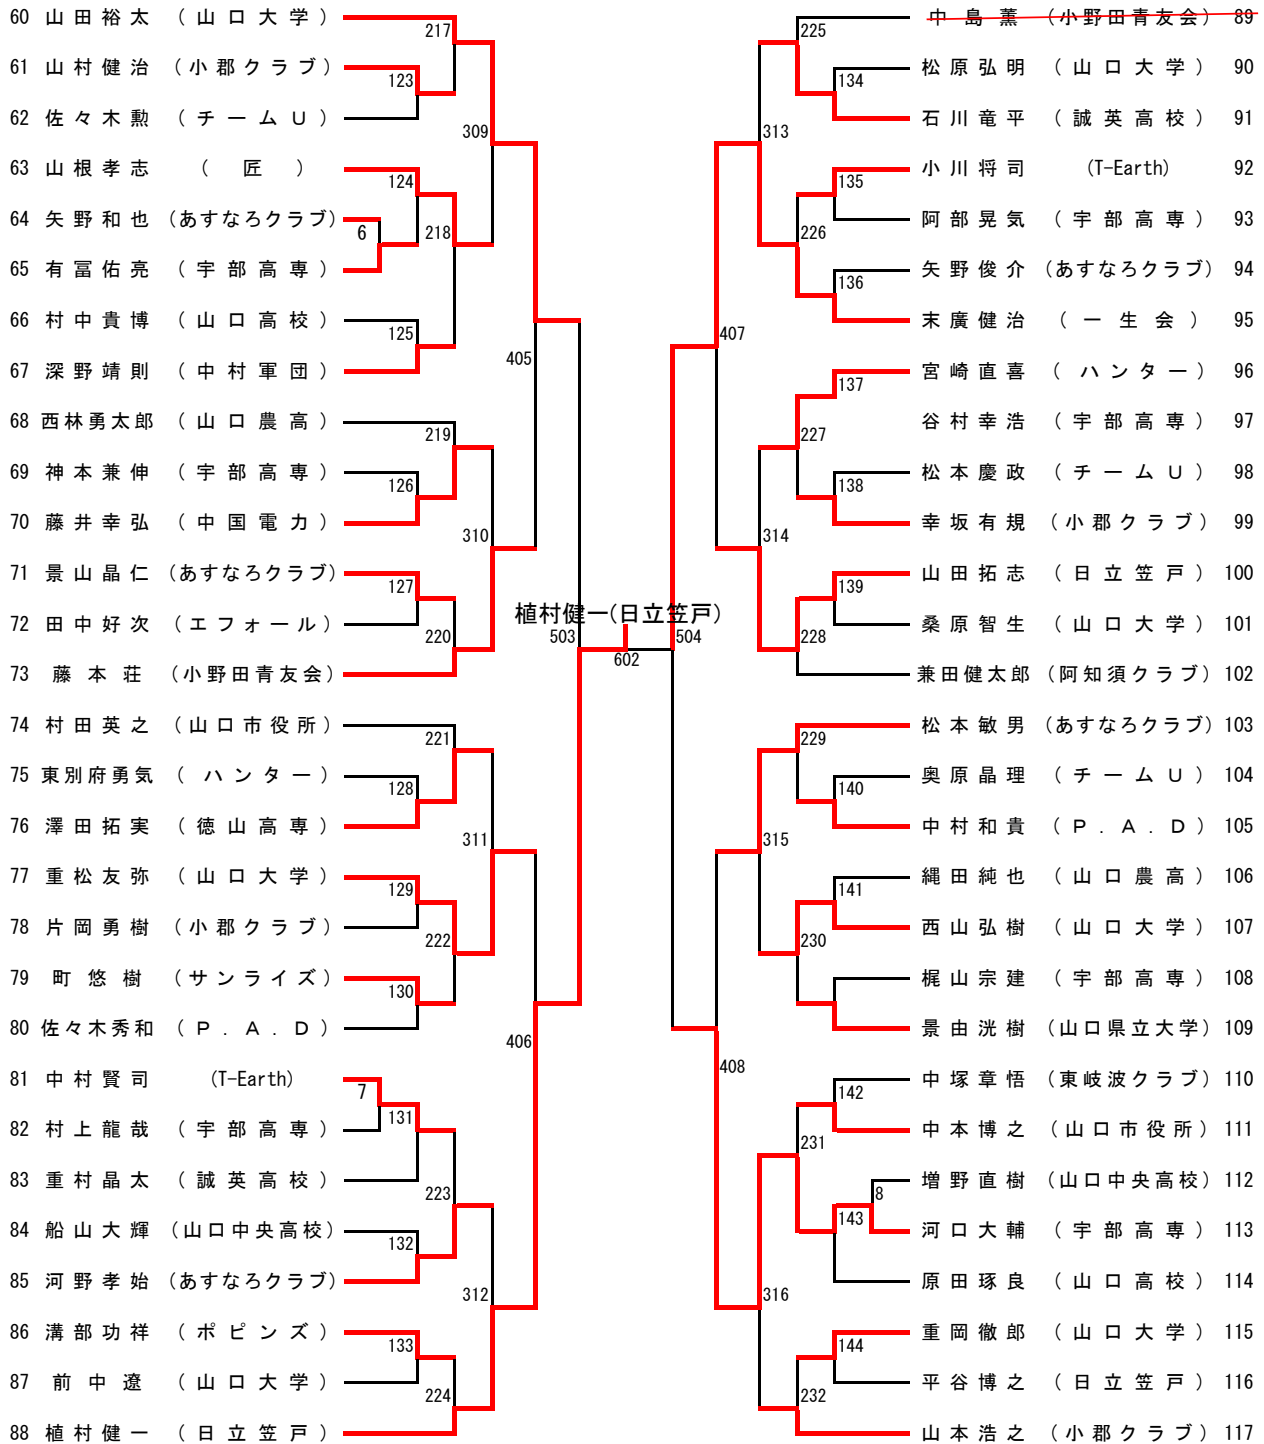 60 山田裕太 (山口大学)
61 山村健治 (小郡クラブ)
62 佐々木勲 (チームU)
63 山根孝志 (匠)
64 矢野和也 (あすなろクラブ)
65 有冨佑亮 (宇部高専)
66 村中貴博 (山口高校)
67 深野靖則 (中村軍団)
68 西林勇太郎 (山口農高)
69 神本兼伸 (宇部高専)
70 藤井幸弘 (中国電力)
71 景山晶仁 (あすなろクラブ)
72 田中好次 (エフォール)
73 藤本荘 (小野田青友会)
74 村田英之 (山口市役所)
75 東別府勇気 (ハンター)
76 澤田拓実 (徳山高専)
77 重松友弥 (山口大学)
78 片岡勇樹 (小郡クラブ)
79 町悠樹 (サンライズ)
80 佐々木秀和 (P.A.D)
81 中村賢司 (T-Earth)
82 村上龍哉 (宇部高専)
83 重村晶太 (誠英高校)
84 船山大輝 (山口中央高校)
85 河野孝始 (あすなろクラブ)
86 溝部功祥 (ポピンズ)
87 前中遼 (山口大学)
88 植村健一 (日立笠戸)
6
7
123
124
125
126
127
128
129
130
131
132
133
217
218
219
220
221
222
223
224
309
310
311
312
405
406
503
植村健一(日立笠戸)
602
504
407
408
313
314
315
316
225
226
227
228
229
230
231
232
134
135
136
137
138
139
140
141
142
143
144
8
中島薫 (小野田青友会) 89
松原弘明 (山口大学) 90
石川竜平 (誠英高校) 91
小川将司 (T-Earth) 92
阿部晃気 (宇部高専) 93
矢野俊介 (あすなろクラブ) 94
末廣健治 (一生会) 95
宮崎直喜 (ハンター) 96
谷村幸浩 (宇部高専) 97
松本慶政 (チームU) 98
幸坂有規 (小郡クラブ) 99
山田拓志 (日立笠戸) 100
桑原智生 (山口大学) 101
兼田健太郎 (阿知須クラブ) 102
松本敏男 (あすなろクラブ) 103
奥原晶理 (チームU) 104
中村和貴 (P.A.D) 105
縄田純也 (山口農高) 106
西山弘樹 (山口大学) 107
梶山宗建 (宇部高専) 108
景由洸樹 (山口県立大学) 109
中塚章悟 (東岐波クラブ) 110
中本博之 (山口市役所) 111
増野直樹 (山口中央高校) 112
河口大輔 (宇部高専) 113
原田琢良 (山口高校) 114
重岡徹郎 (山口大学) 115
平谷博之 (日立笠戸) 116
山本浩之 (小郡クラブ) 117